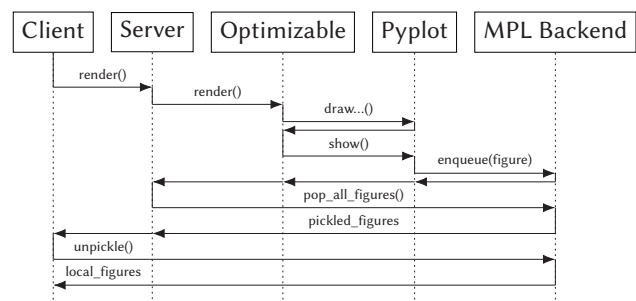 Client Server Optimizable Pyplot MPL Backend
render()
render()
draw...()
show()
enqueue(figure)
pop_all_figures()
pickled_figures
unpickle()
local_figures